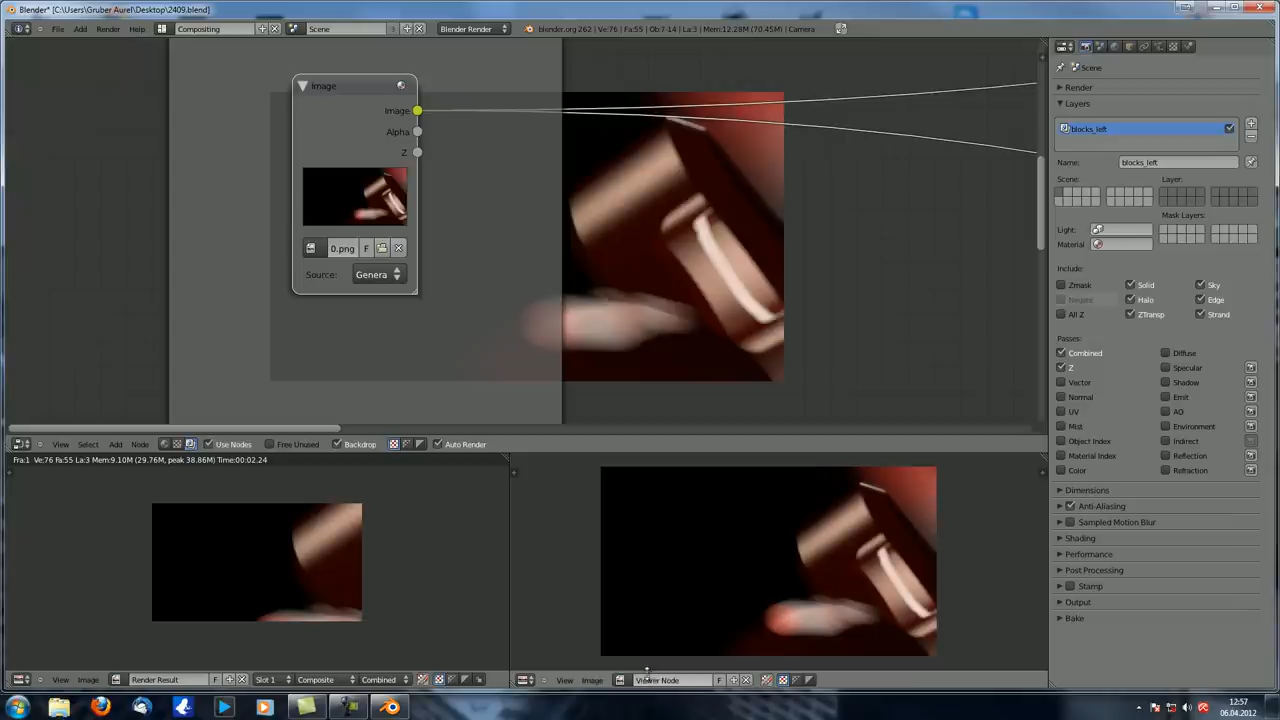 Blender* [C:\Users\Gruber Aurel\Desktop\2409.blend]
File Add Render Help Compositing Scene 3 Blender Render blender.org 262 | Ve:76 | Fa:55 | Ob:7-14 | La:3 | Mem:12.28M (70.45M) | Camera
Image
Image
Alpha
Z
0.png F
Source: Genera
View Select Add Node Use Nodes Free Unused Backdrop Auto Render
Fra:1 Ve:76 Fa:55 La:3 Mem:9.10M (29.76M, peak 38.86M) Time:00:02.24
View Image Render Result F Slot 1 Composite Combined
View Image Viewer Node F
Scene
Render
Layers
blocks_left
Name: blocks_left
Scene: Layer:
Mask Layers:
Light:
Material
Include:
Zmask Solid Sky
Negate Halo Edge
All Z ZTransp Strand
Passes:
Combined Diffuse
Z Specular
Vector Shadow
Normal Emit
UV AO
Mist Environment
Object Index Indirect
Material Index Reflection
Color Refraction
Dimensions
Anti-Aliasing
Sampled Motion Blur
Shading
Performance
Post Processing
Stamp
Output
Bake
12:57
06.04.2012